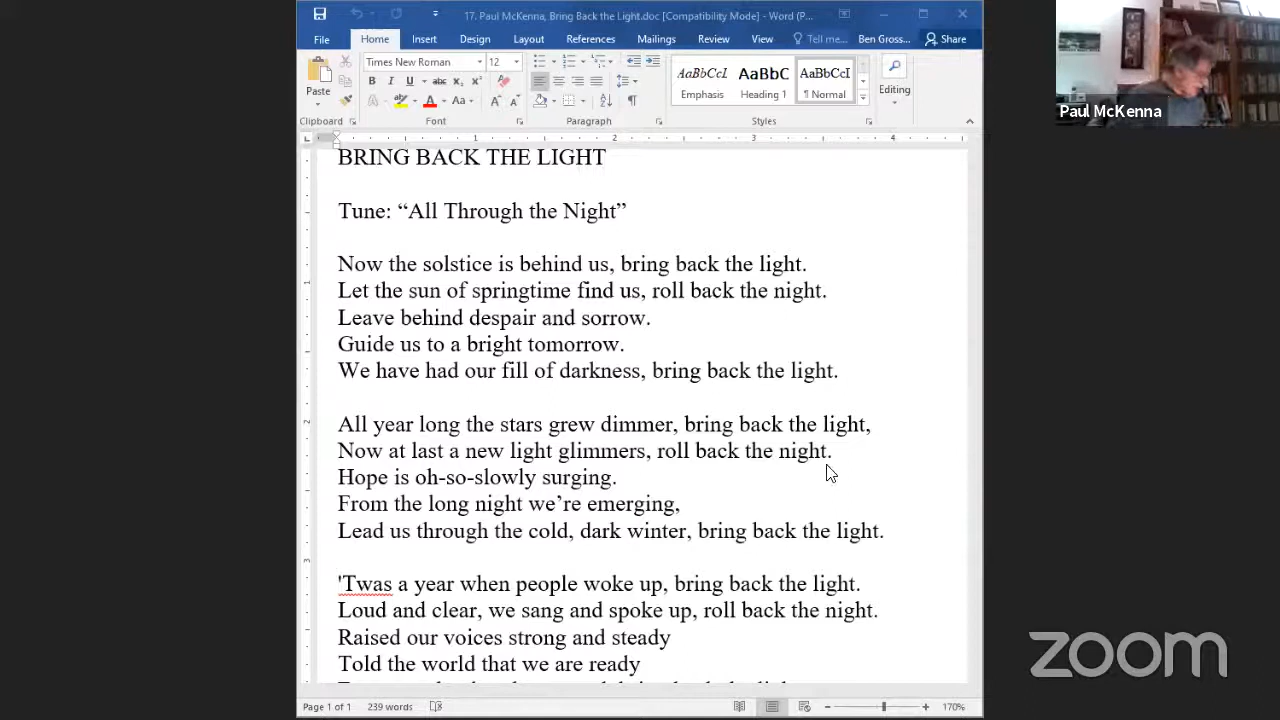 17. Paul McKenna, Bring Back the Light.doc [Compatibility Mode] - Word (P...
File Home Insert Design Layout References Mailings Review View Tell me... Ben Gross... Share
Paul McKenna
Times New Roman 12
AaBbCcI AaBbC AaBbCcI
Paste
Emphasis Heading 1 ¶ Normal
Editing
Clipboard Font Paragraph Styles
1 2 3 4
BRING BACK THE LIGHT
Tune: “All Through the Night”
Now the solstice is behind us, bring back the light.
Let the sun of springtime find us, roll back the night.
Leave behind despair and sorrow.
Guide us to a bright tomorrow.
We have had our fill of darkness, bring back the light.
All year long the stars grew dimmer, bring back the light,
Now at last a new light glimmers, roll back the night.
Hope is oh-so-slowly surging.
From the long night we’re emerging,
Lead us through the cold, dark winter, bring back the light.
'Twas a year when people woke up, bring back the light.
Loud and clear, we sang and spoke up, roll back the night.
Raised our voices strong and steady
Told the world that we are ready
zoom
Page 1 of 1 239 words 170%